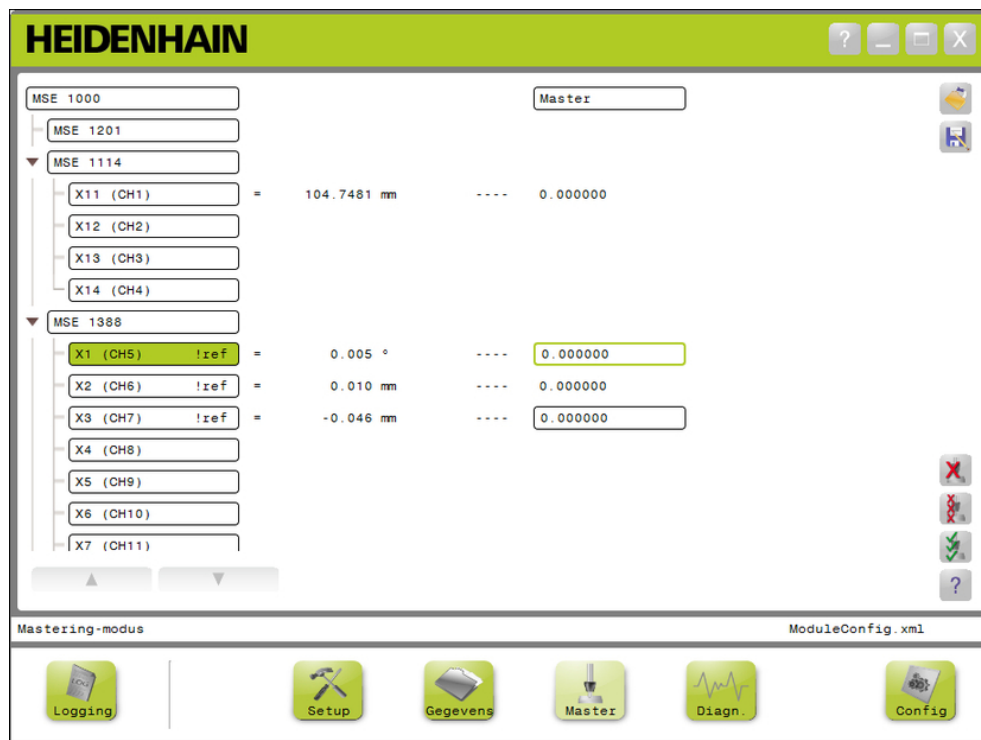 HEIDENHAIN ? X
MSE 1000 Master
MSE 1201
MSE 1114
X11 (CH1) = 104.7481 mm ---- 0.000000
X12 (CH2)
X13 (CH3)
X14 (CH4)
MSE 1388
X1 (CH5) !ref = 0.005 ° ---- 0.000000
X2 (CH6) !ref = 0.010 mm ---- 0.000000
X3 (CH7) !ref = -0.046 mm ---- 0.000000
X4 (CH8)
X5 (CH9)
X6 (CH10)
X7 (CH11)
?
Mastering-modus ModuleConfig.xml
LOG
Logging Setup Gegevens Master Diagn. Config